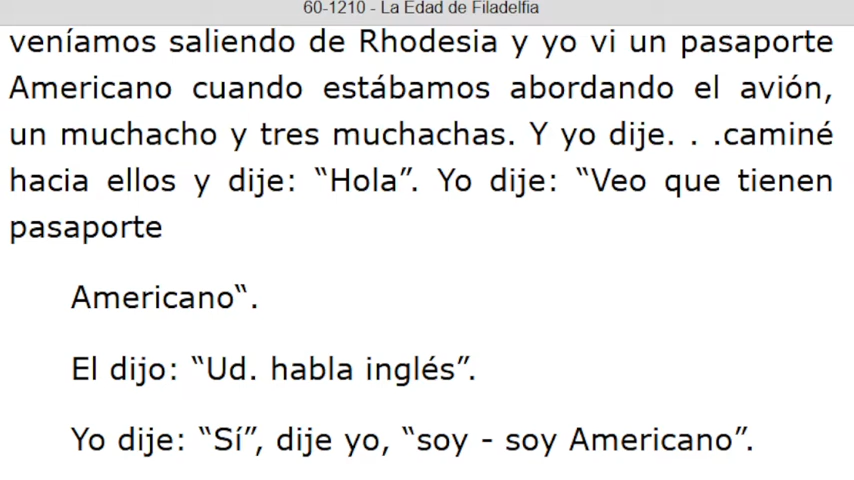 60-1210 - La Edad de Filadelfia
veníamos saliendo de Rhodesia y yo vi un pasaporte
Americano cuando estábamos abordando el avión,
un muchacho y tres muchachas. Y yo dije. . .caminé
hacia ellos y dije: “Hola”. Yo dije: “Veo que tienen
pasaporte
Americano“.
El dijo: “Ud. habla inglés”.
Yo dije: “Sí”, dije yo, “soy - soy Americano”.